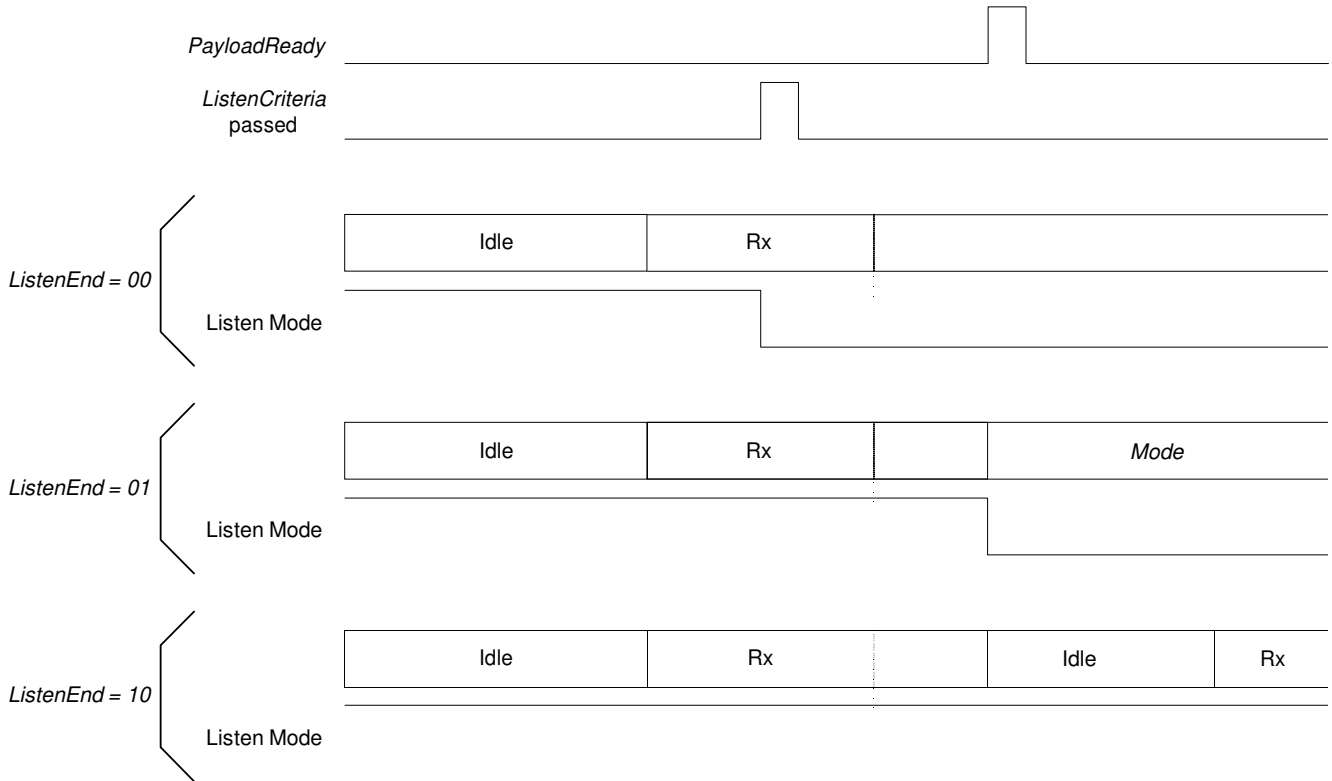 PayloadReady
ListenCriteria
passed
Idle
Rx
ListenEnd = 00
Listen Mode
Idle
Rx
Mode
ListenEnd = 01
Listen Mode
Idle
Rx
Idle
Rx
ListenEnd = 10
Listen Mode